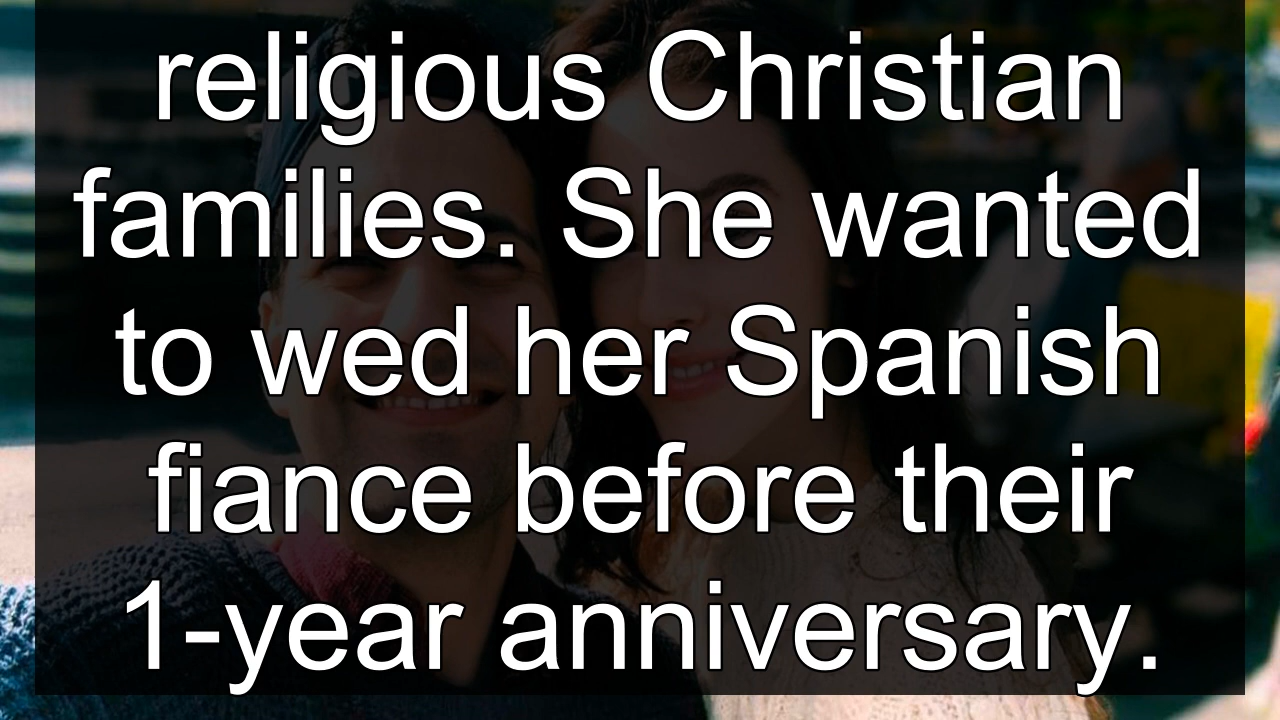 religious Christian
families. She wanted
to wed her Spanish
fiance before their
1-year anniversary.